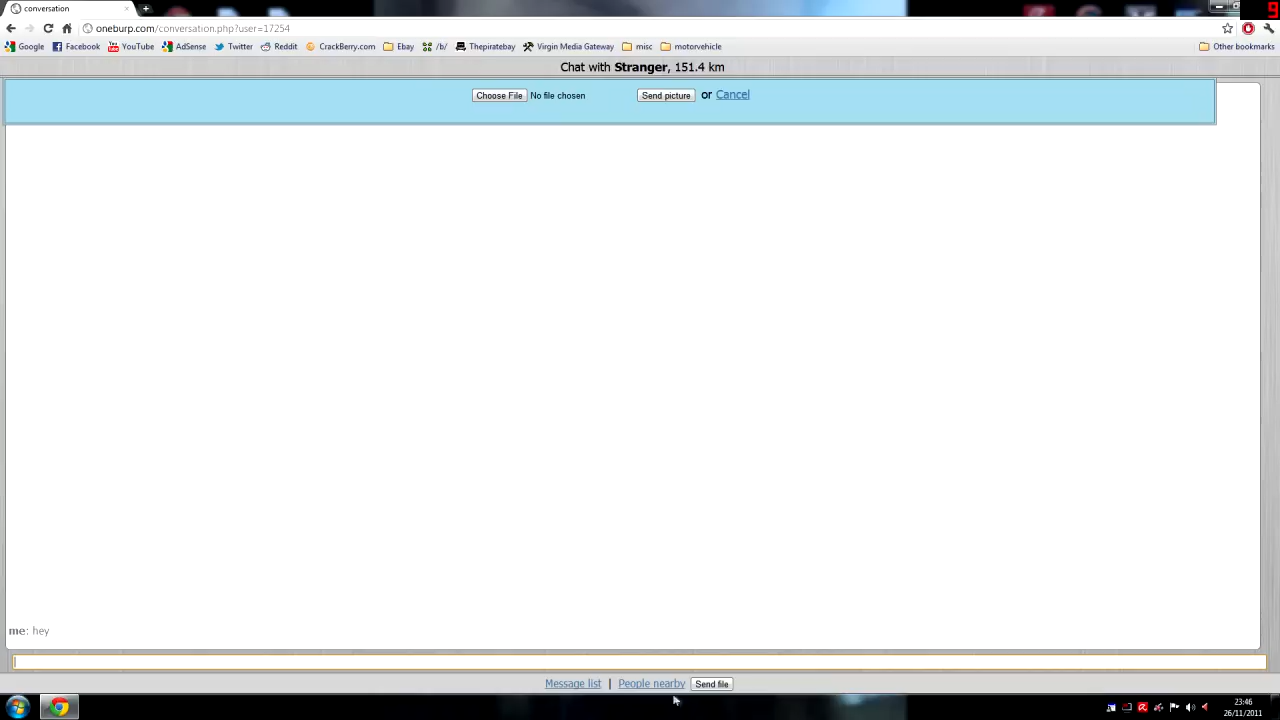 conversation
oneburp.com/conversation.php?user=17254
Google Facebook YouTube AdSense Twitter Reddit CrackBerry.com Ebay /b/ Thepiratebay Virgin Media Gateway misc motorvehicle Other bookmarks
Chat with Stranger, 151.4 km
Choose File No file chosen Send picture or Cancel
me: hey
Message list | People nearby Send file
23:46
26/11/2011